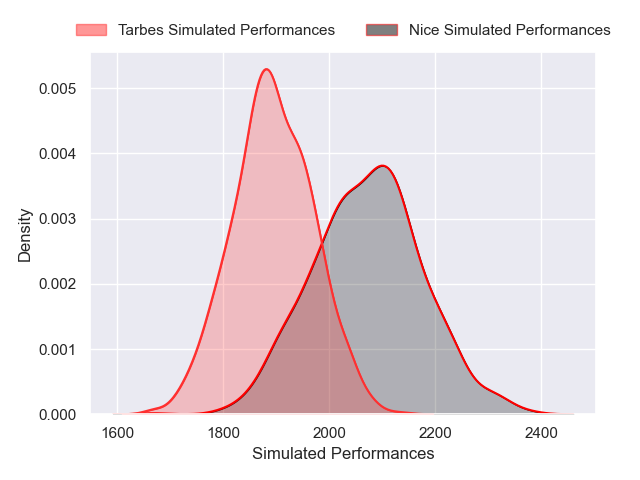 Tarbes Simulated Performances Nice Simulated Performances
0.005
0.004
0.003
0.002
0.001
0.000
Density
1600 1800 2000 2200 2400
Simulated Performances